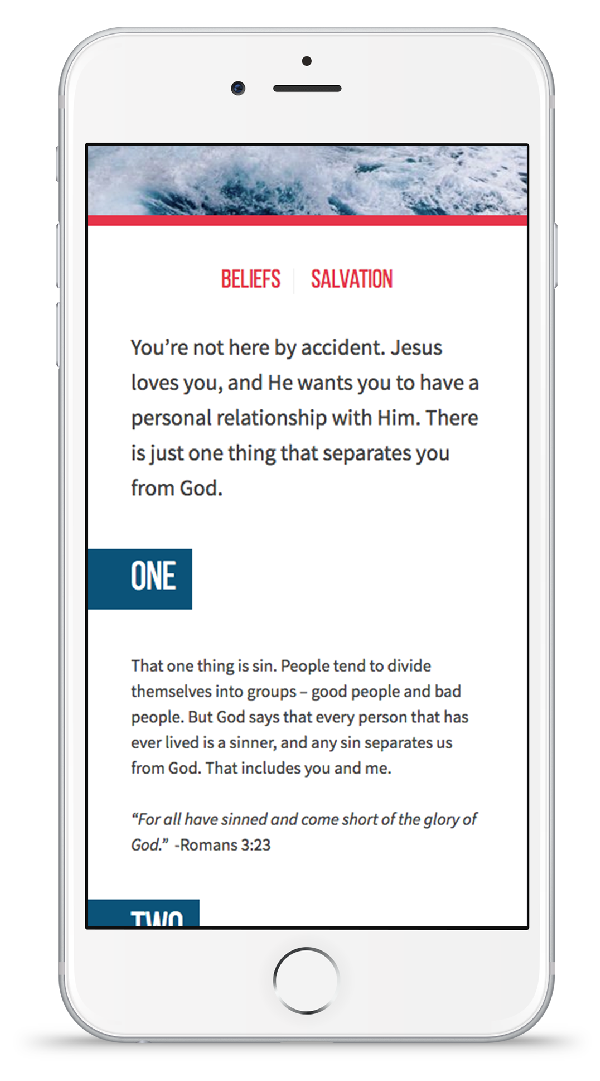 BELIEFS SALVATION
You’re not here by accident. Jesus
loves you, and He wants you to have a
personal relationship with Him. There
is just one thing that separates you
from God.
ONE
That one thing is sin. People tend to divide
themselves into groups – good people and bad
people. But God says that every person that has
ever lived is a sinner, and any sin separates us
from God. That includes you and me.
“For all have sinned and come short of the glory of
God.” -Romans 3:23
TWO